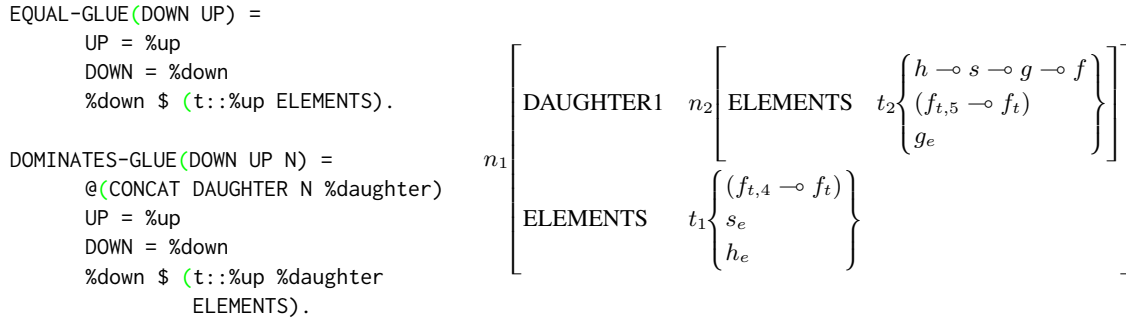 EQUAL-GLUE(DOWN UP) =
UP = %up
DOWN = %down
%down $ (t::%up ELEMENTS).
DOMINATES-GLUE(DOWN UP N) =
@(CONCAT DAUGHTER N %daughter)
UP = %up
DOWN = %down
%down $ (t::%up %daughter
ELEMENTS).
n₁
DAUGHTER1 n₂ ELEMENTS t₂
h ⊸ s ⊸ g ⊸ f
(f_{t,5} ⊸ f_t)
g_e
ELEMENTS t₁
(f_{t,4} ⊸ f_t)
s_e
h_e